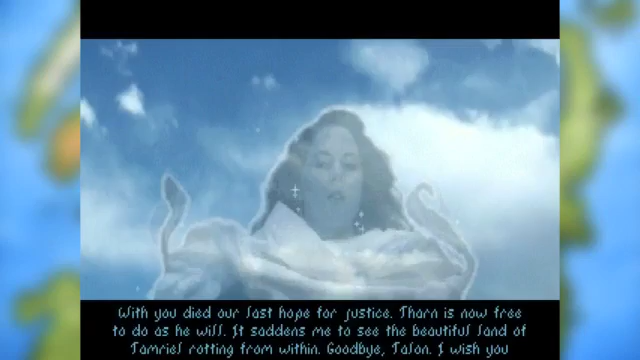 With you died our last hope for justice. Tharn is now free
to do as he will. It saddens me to see the beautiful land of
Tamriel rotting from within. Goodbye, Talon. I wish you